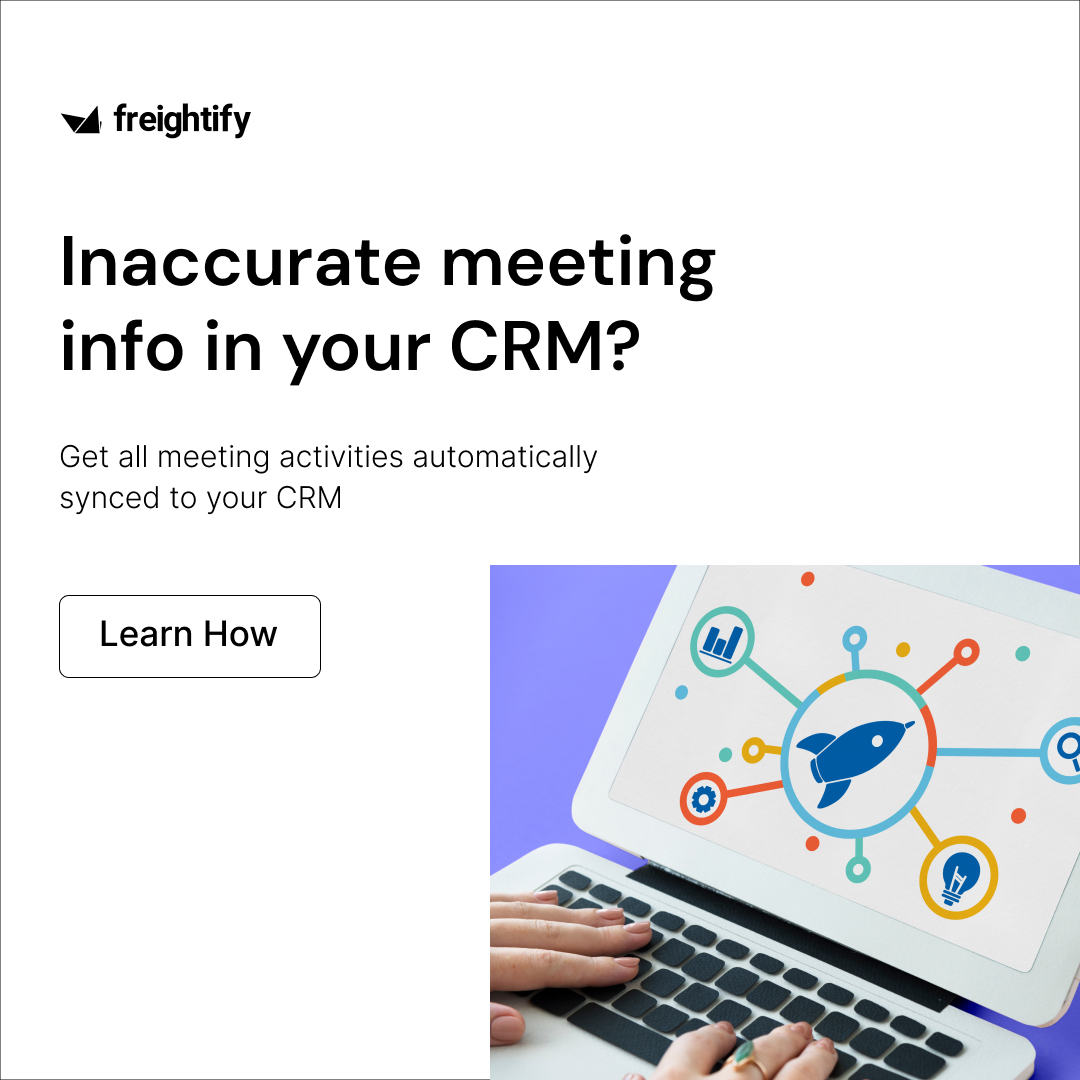 freightify
Inaccurate meeting
info in your CRM?
Get all meeting activities automatically
synced to your CRM
Learn How